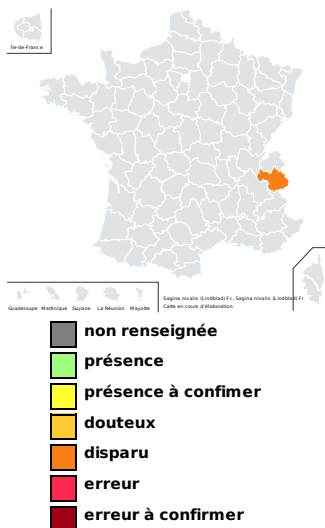 Île-de-France
Guadeloupe Martinique Guyane La Réunion Mayotte
Sagina nivalis (Lindblad) Fr., Sagina nivalis (Lindblad) Fr.
Carte en cours d'élaboration.
non renseignée
présence
présence à confimer
douteux
disparu
erreur
erreur à confirmer